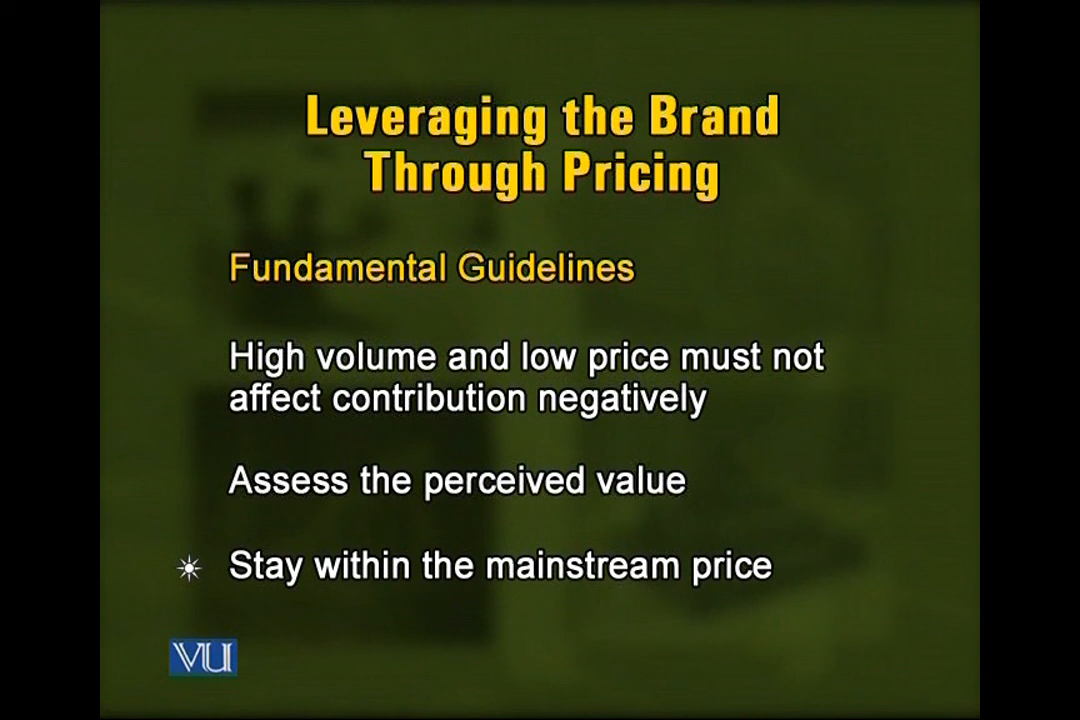 Leveraging the Brand
Through Pricing
Fundamental Guidelines
High volume and low price must not
affect contribution negatively
Assess the perceived value
Stay within the mainstream price
VU